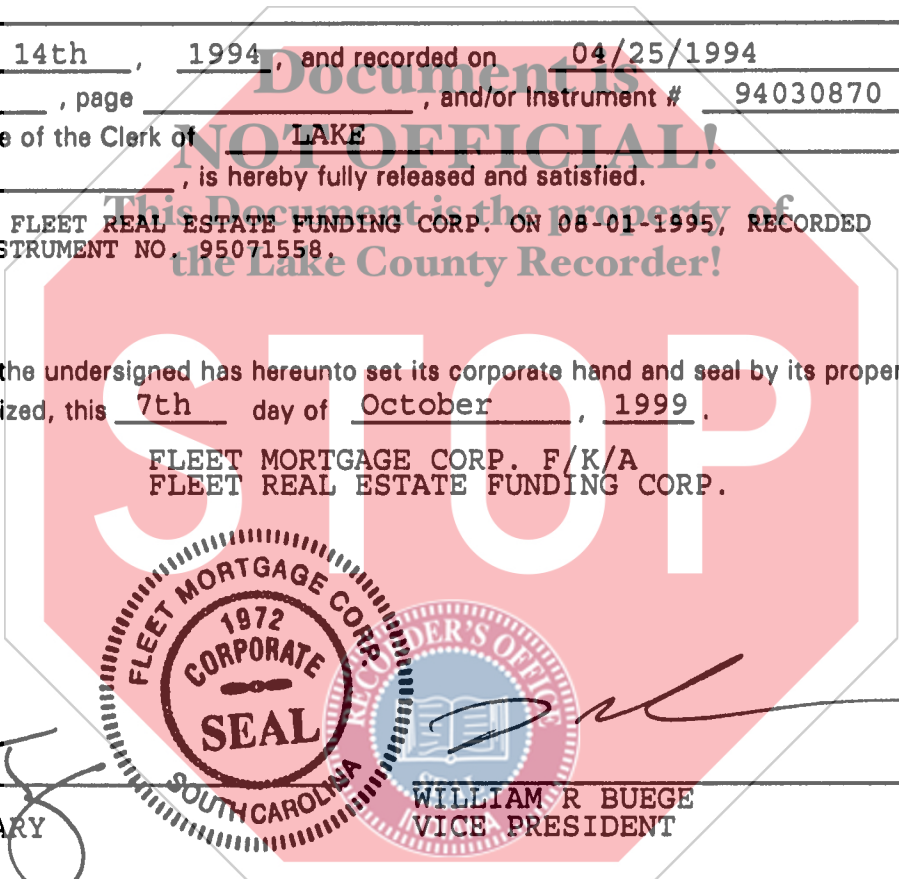 14th , 1994 , and recorded on 04/25/1994
, page , and/or Instrument # 94030870
e of the Clerk of LAKE
, is hereby fully released and satisfied.
FLEET REAL ESTATE FUNDING CORP. ON 08-01-1995, RECORDED
STRUMENT NO. 95071558.
Document is
NOT OFFICIAL!
This Document is the property of
the Lake County Recorder!
STOP
the undersigned has hereunto set its corporate hand and seal by its proper
ized, this 7th day of October , 1999 .
FLEET MORTGAGE CORP. F/K/A
FLEET REAL ESTATE FUNDING CORP.
FLEET MORTGAGE CORP.
1972
CORPORATE
SEAL
SOUTH CAROLINA
RECORDER'S OFFICE
SEAL
WILLIAM R BUEGE
ARY VICE PRESIDENT